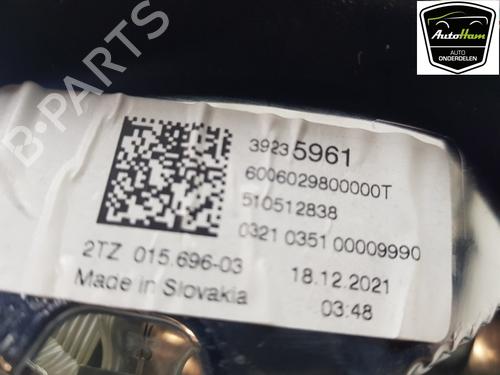 AutoHam
AUTO
ONDERDELEN
B-PARTS
39235961
6006029800000T
510512838
0321 0351 00009990
2TZ 015.696-03
18.12.2021
Made in Slovakia
03:48